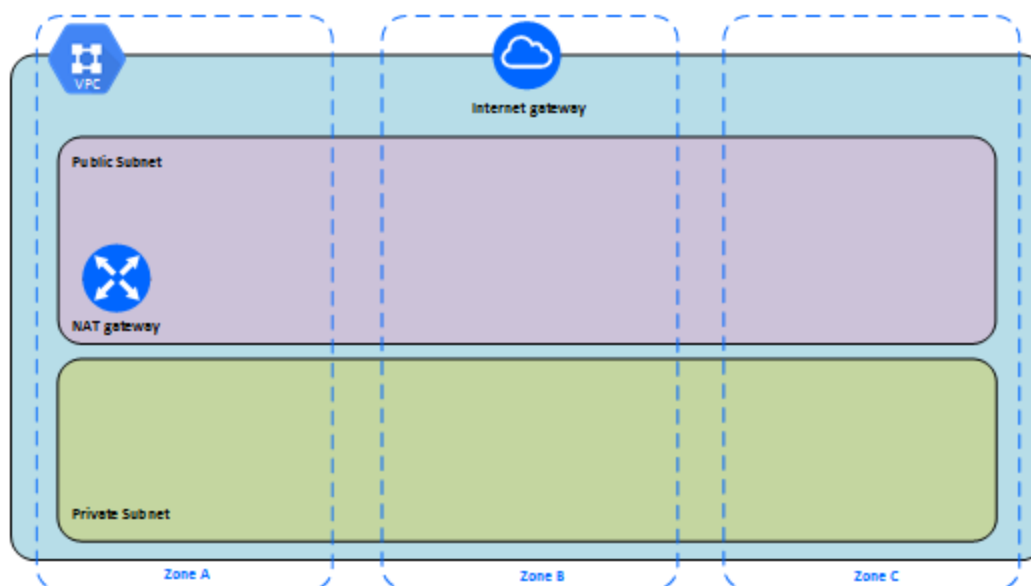 VPC
Internet gateway
Public Subnet
NAT gateway
Private Subnet
Zone A
Zone B
Zone C